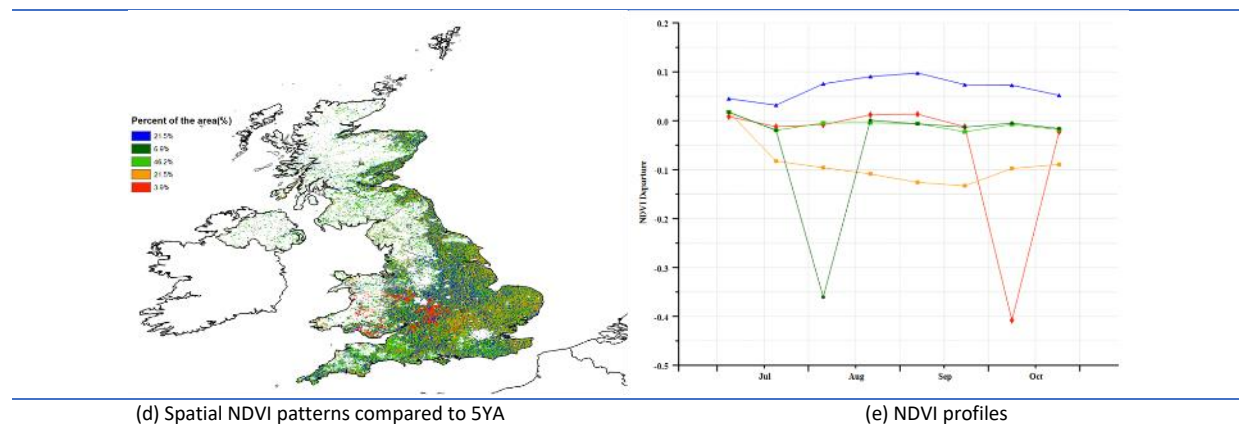 Percent of the area(%)
21.5%
6.9%
46.2%
21.5%
3.9%
0.2
0.1
0.0
-0.1
-0.2
-0.3
-0.4
-0.5
NDVI Departure
Jul
Aug
Sep
Oct
(d) Spatial NDVI patterns compared to 5YA
(e) NDVI profiles